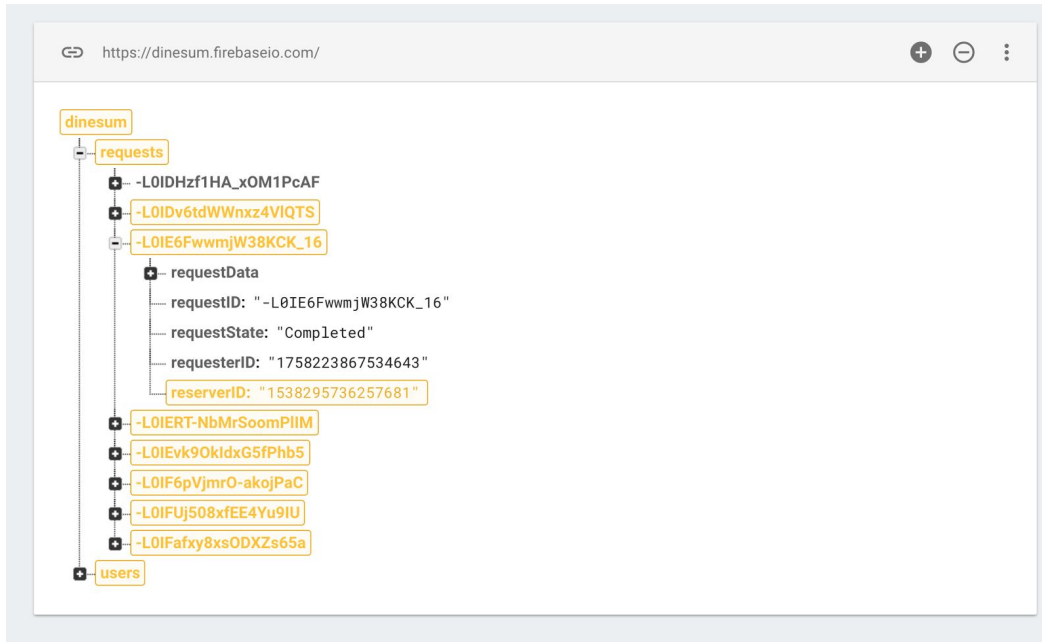 https://dinesum.firebaseio.com/
dinesum
requests
-L0IDHzf1HA_xOM1PcAF
-L0IDv6tdWWnxz4VlQTS
-L0IE6FwwmjW38KCK_16
requestData
requestID: "-L0IE6FwwmjW38KCK_16"
requestState: "Completed"
requesterID: "1758223867534643"
reserverID: "1538295736257681"
-L0IERT-NbMrSoomPlIM
-L0IEvk9OkIdxG5fPhb5
-L0IF6pVjmrO-akojPaC
-L0IFUj508xfEE4Yu9IU
-L0IFafxy8xsODXZs65a
users